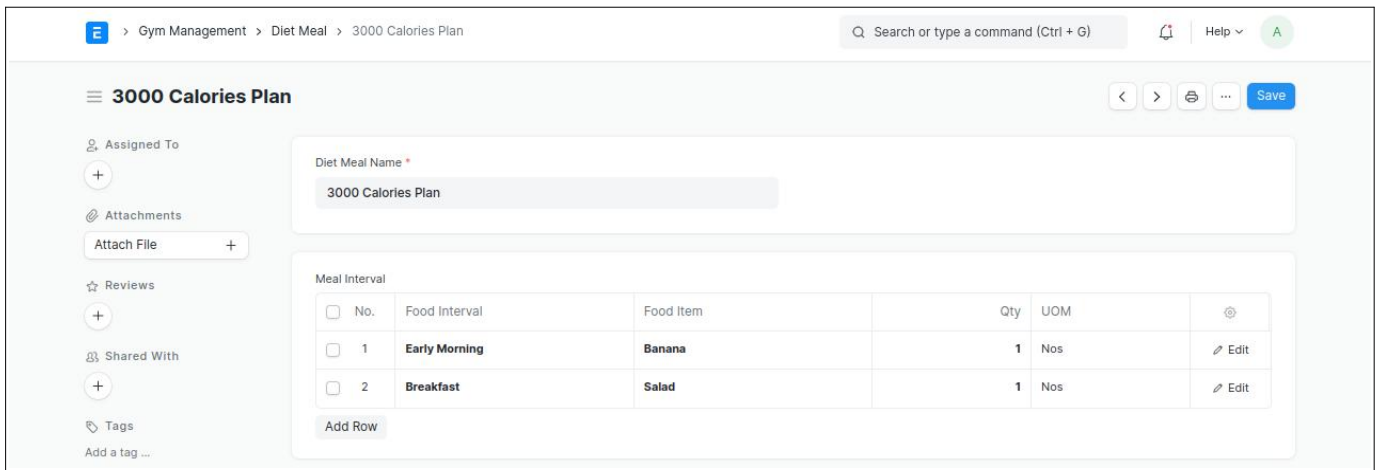 E > Gym Management > Diet Meal > 3000 Calories Plan Search or type a command (Ctrl + G) Help A
3000 Calories Plan ... Save
Assigned To
+
Attachments
Attach File +
Reviews
+
Shared With
+
Tags
Add a tag ...
Diet Meal Name *
3000 Calories Plan
Meal Interval
No. Food Interval Food Item Qty UOM
1 Early Morning Banana 1 Nos Edit
2 Breakfast Salad 1 Nos Edit
Add Row